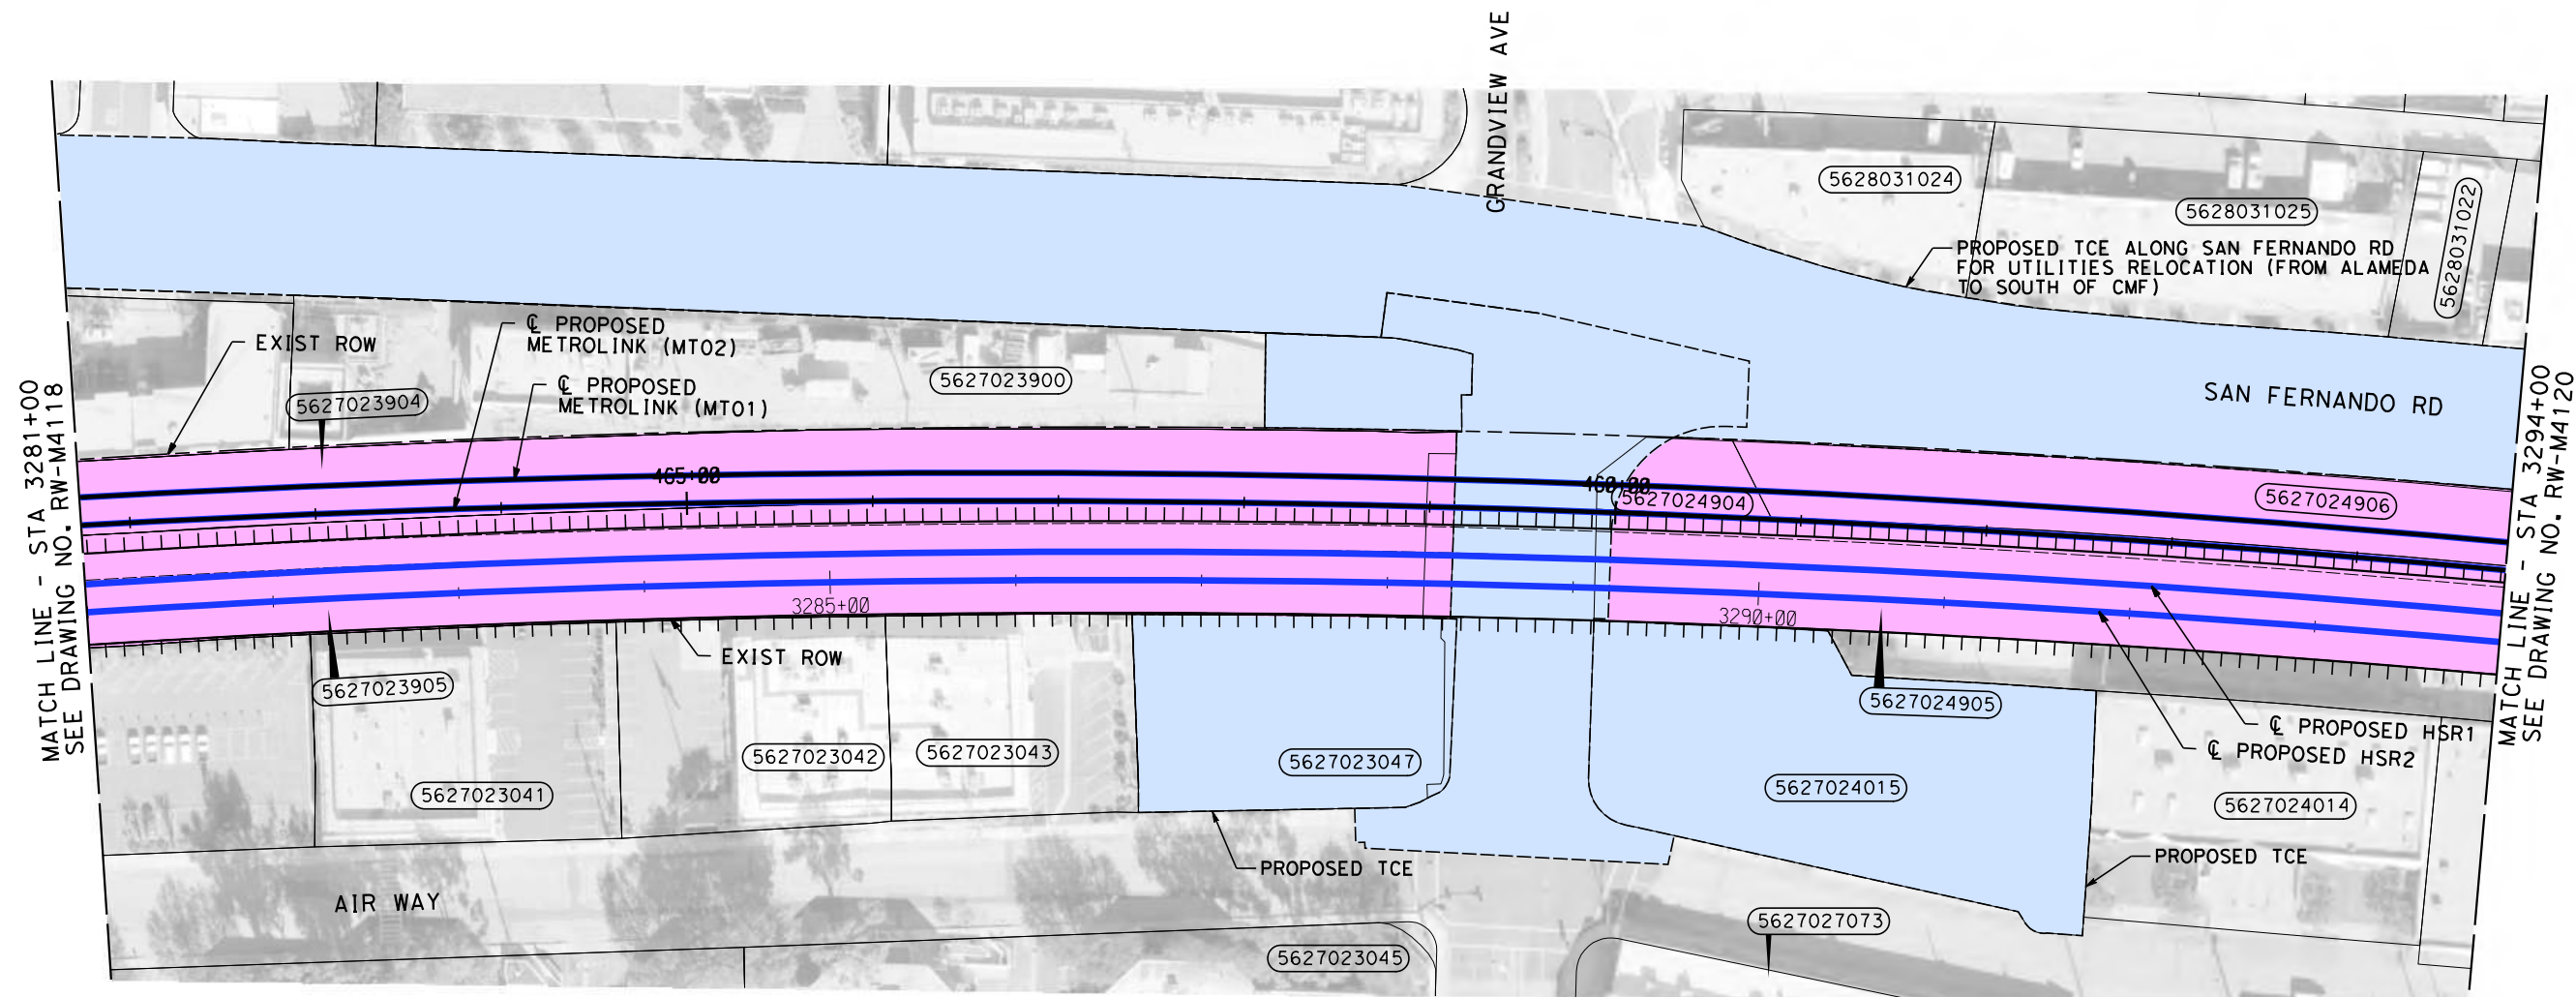 GRANDVIEW AVE
5628031024
5628031025
5628031022
PROPOSED TCE ALONG SAN FERNANDO RD
FOR UTILITIES RELOCATION (FROM ALAMEDA
TO SOUTH OF CMF)
EXIST ROW
℄ PROPOSED
METROLINK (MT02)
℄ PROPOSED
METROLINK (MT01)
5627023904
5627023900
SAN FERNANDO RD
MATCH LINE - STA 3281+00
SEE DRAWING NO. RW-M4118
MATCH LINE - STA 3294+00
SEE DRAWING NO. RW-M4120
465+00
460+00
5627024904
5627024906
3285+00
3290+00
EXIST ROW
5627023905
5627024905
℄ PROPOSED HSR1
℄ PROPOSED HSR2
5627023041
5627023042
5627023043
5627023047
5627024015
5627024014
PROPOSED TCE
PROPOSED TCE
AIR WAY
5627023045
5627027073